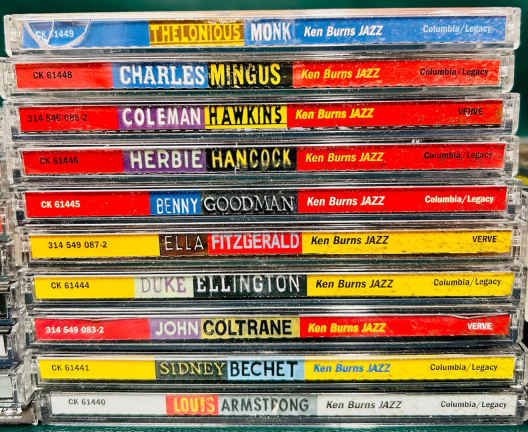 CK 61449 THELONIOUS MONK Ken Burns JAZZ Columbia/Legacy
CK 61448 CHARLES MINGUS Ken Burns JAZZ Columbia/Legacy
314 549 085-2 COLEMAN HAWKINS Ken Burns JAZZ VERVE
CK 61446 HERBIE HANCOCK Ken Burns JAZZ Columbia/Legacy
CK 61445 BENNY GOODMAN Ken Burns JAZZ Columbia/Legacy
314 549 087-2 ELLA FITZGERALD Ken Burns JAZZ VERVE
CK 61444 DUKE ELLINGTON Ken Burns JAZZ Columbia/Legacy
314 549 083-2 JOHN COLTRANE Ken Burns JAZZ VERVE
CK 61441 SIDNEY BECHET Ken Burns JAZZ Columbia/Legacy
CK 61440 LOUIS ARMSTRONG Ken Burns JAZZ Columbia/Legacy